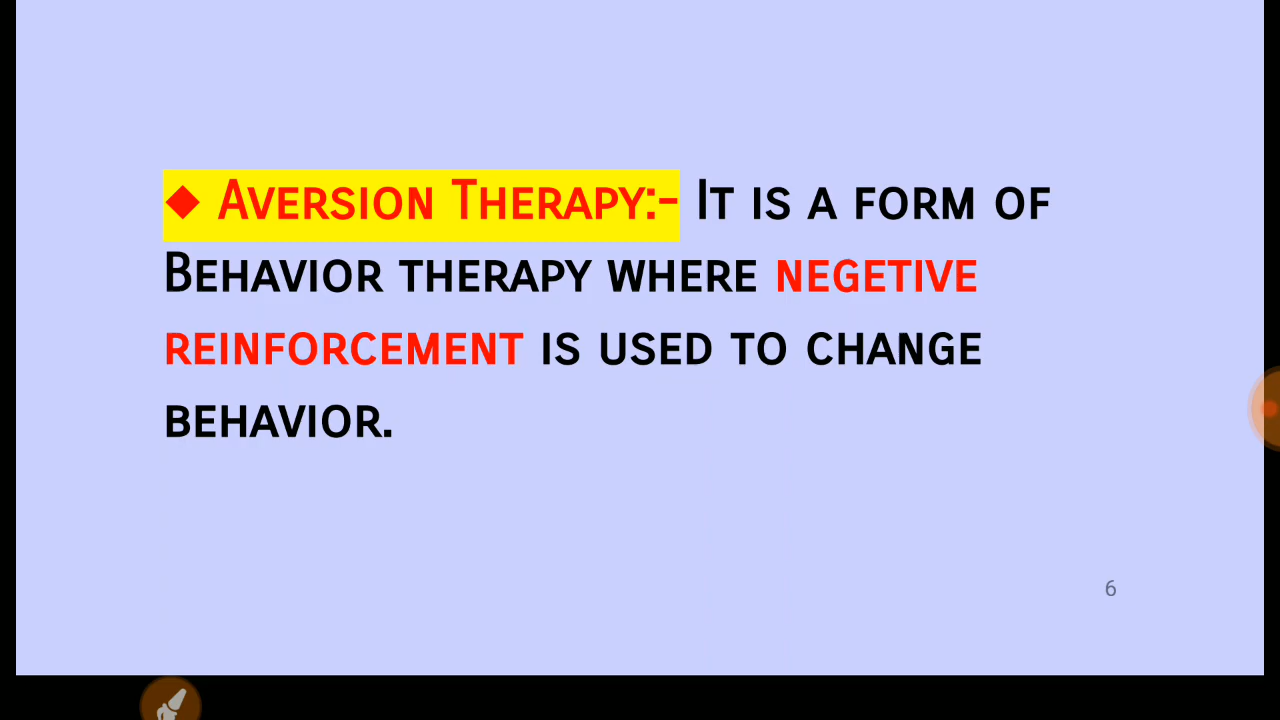 ◆ Aversion Therapy:- It is a form of
Behavior therapy where negetive
reinforcement is used to change
behavior.
6